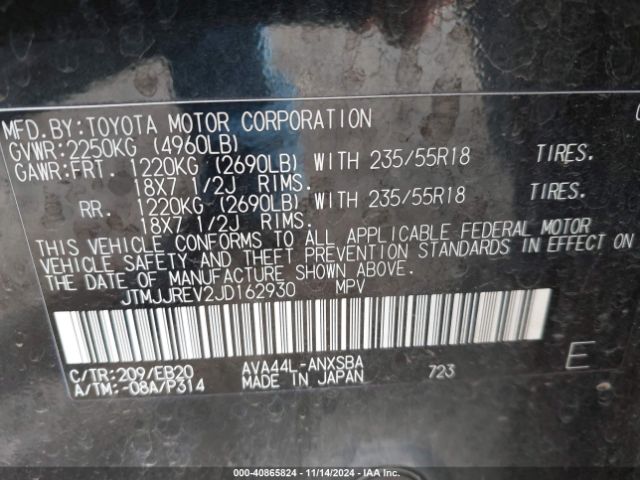 MFD.BY:TOYOTA MOTOR CORPORATION
GVWR:2250KG (4960LB)
GAWR:FRT. 1220KG (2690LB) WITH 235/55R18 TIRES.
18X7 1/2J RIMS.
RR. 1220KG (2690LB) WITH 235/55R18 TIRES.
18X7 1/2J RIMS.
THIS VEHICLE CONFORMS TO ALL APPLICABLE FEDERAL MOTOR
VEHICLE SAFETY AND THEFT PREVENTION STANDARDS IN EFFECT ON
THE DATE OF MANUFACTURE SHOWN ABOVE.
JTMJJREV2JD162930 MPV
C/TR:209/EB20 AVA44L-ANXSBA 723 E
A/TM:-08A/P314 MADE IN JAPAN
000-40865824 - 11/14/2024 - IAA Inc.